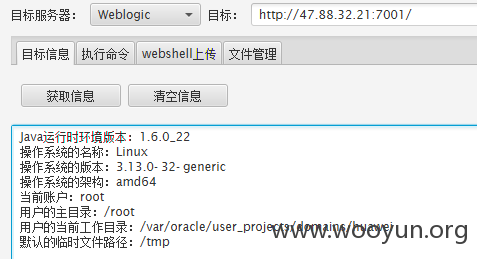 目标服务器： Weblogic 目标： http://47.88.32.21:7001/
目标信息 执行命令 webshell上传 文件管理
获取信息 清空信息
Java运行时环境版本：1.6.0_22
操作系统的名称：Linux
操作系统的版本：3.13.0-32-generic
操作系统的架构：amd64
当前账户：root
用户的主目录：/root
用户的当前工作目录：/var/oracle/user_projects/domains/huawei
默认的临时文件路径：/tmp
www.wooyun.org